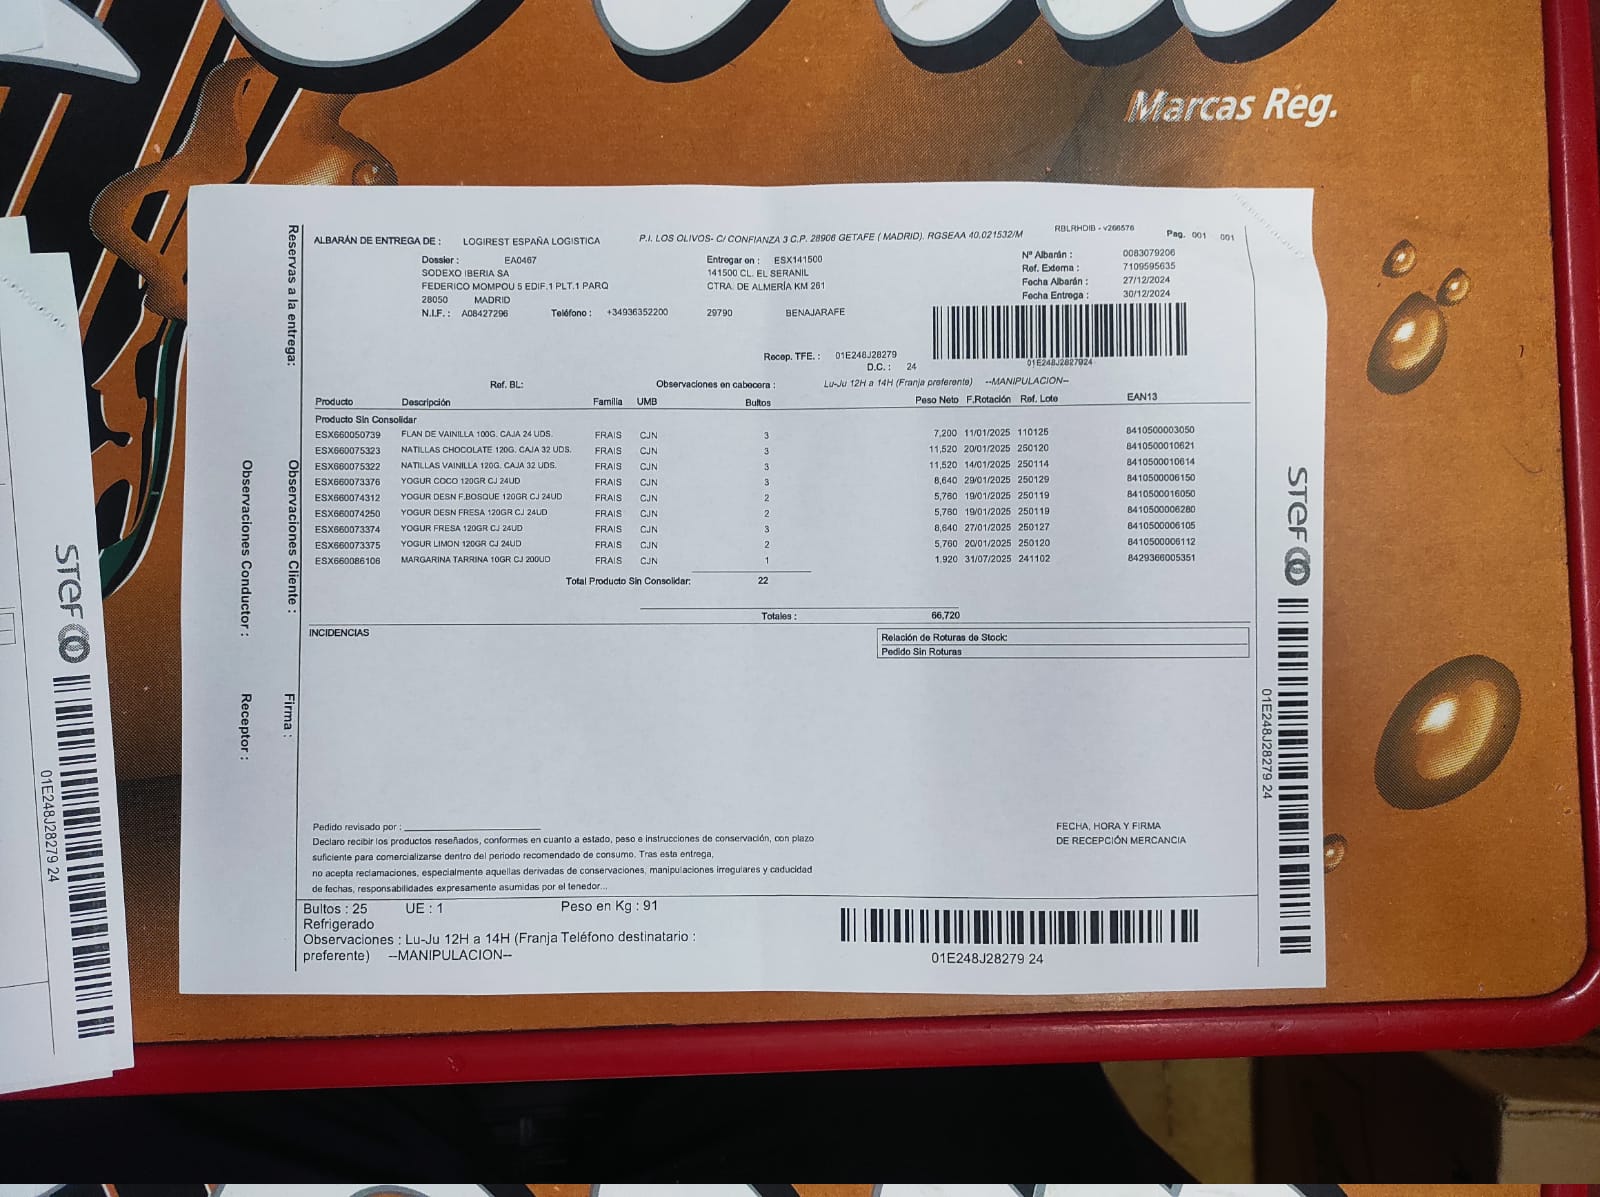 Marcas Reg.
ALBARÁN DE ENTREGA DE : LOGIREST ESPAÑA LOGISTICA P.I. LOS OLIVOS- C/ CONFIANZA 3 C.P. 28906 GETAFE ( MADRID). RGSEAA 40.021532/M RBLRHDIB - v266576 Pag. 001 001
Dossier : EA0467 Entregar en : ESX141500 Nº Albarán : 0083079206
SODEXO IBERIA SA 141500 CL. EL SERANIL Ref. Externa : 7109595635
FEDERICO MOMPOU 5 EDIF.1 PLT.1 PARQ CTRA. DE ALMERÍA KM 261 Fecha Albarán : 27/12/2024
28050 MADRID Fecha Entrega : 30/12/2024
N.I.F. : A08427296 Teléfono : +34936352200 29790 BENAJARAFE
Recep. TFE. : 01E248J28279
01E248J2827924
D.C. : 24
Ref. BL: Observaciones en cabecera : Lu-Ju 12H a 14H (Franja preferente) --MANIPULACION--
Producto Descripción Familia UMB Bultos Peso Neto F.Rotación Ref. Lote EAN13
Producto Sin Consolidar
ESX660050739 FLAN DE VAINILLA 100G. CAJA 24 UDS. FRAIS CJN 3 7,200 11/01/2025 110125 8410500003050
ESX660075323 NATILLAS CHOCOLATE 120G. CAJA 32 UDS. FRAIS CJN 3 11,520 20/01/2025 250120 8410500010621
ESX660075322 NATILLAS VAINILLA 120G. CAJA 32 UDS. FRAIS CJN 3 11,520 14/01/2025 250114 8410500010614
ESX660073376 YOGUR COCO 120GR CJ 24UD FRAIS CJN 3 8,640 29/01/2025 250129 8410500006150
ESX660074312 YOGUR DESN F.BOSQUE 120GR CJ 24UD FRAIS CJN 2 5,760 19/01/2025 250119 8410500016050
ESX660074250 YOGUR DESN FRESA 120GR CJ 24UD FRAIS CJN 2 5,760 19/01/2025 250119 8410500006280
ESX660073374 YOGUR FRESA 120GR CJ 24UD FRAIS CJN 3 8,640 27/01/2025 250127 8410500006105
ESX660073375 YOGUR LIMON 120GR CJ 24UD FRAIS CJN 2 5,760 20/01/2025 250120 8410500006112
ESX660086106 MARGARINA TARRINA 10GR CJ 200UD FRAIS CJN 1 1,920 31/07/2025 241102 8429366005351
Total Producto Sin Consolidar: 22
Totales : 66,720
INCIDENCIAS
Relación de Roturas de Stock:
Pedido Sin Roturas
Pedido revisado por :
Declaro recibir los productos reseñados, conformes en cuanto a estado, peso e instrucciones de conservación, con plazo
suficiente para comercializarse dentro del periodo recomendado de consumo. Tras esta entrega,
no acepta reclamaciones, especialmente aquellas derivadas de conservaciones, manipulaciones irregulares y caducidad
de fechas, responsabilidades expresamente asumidas por el tenedor...
FECHA, HORA Y FIRMA
DE RECEPCIÓN MERCANCIA
Bultos : 25 UE : 1 Peso en Kg : 91
Refrigerado
Observaciones : Lu-Ju 12H a 14H (Franja Teléfono destinatario :
preferente) --MANIPULACION--
01E248J28279 24
Reservas a la entrega:
Observaciones Cliente :
Firma :
Observaciones Conductor :
Receptor :
STEF
01E248J28279 24
STEF
01E248J28279 24